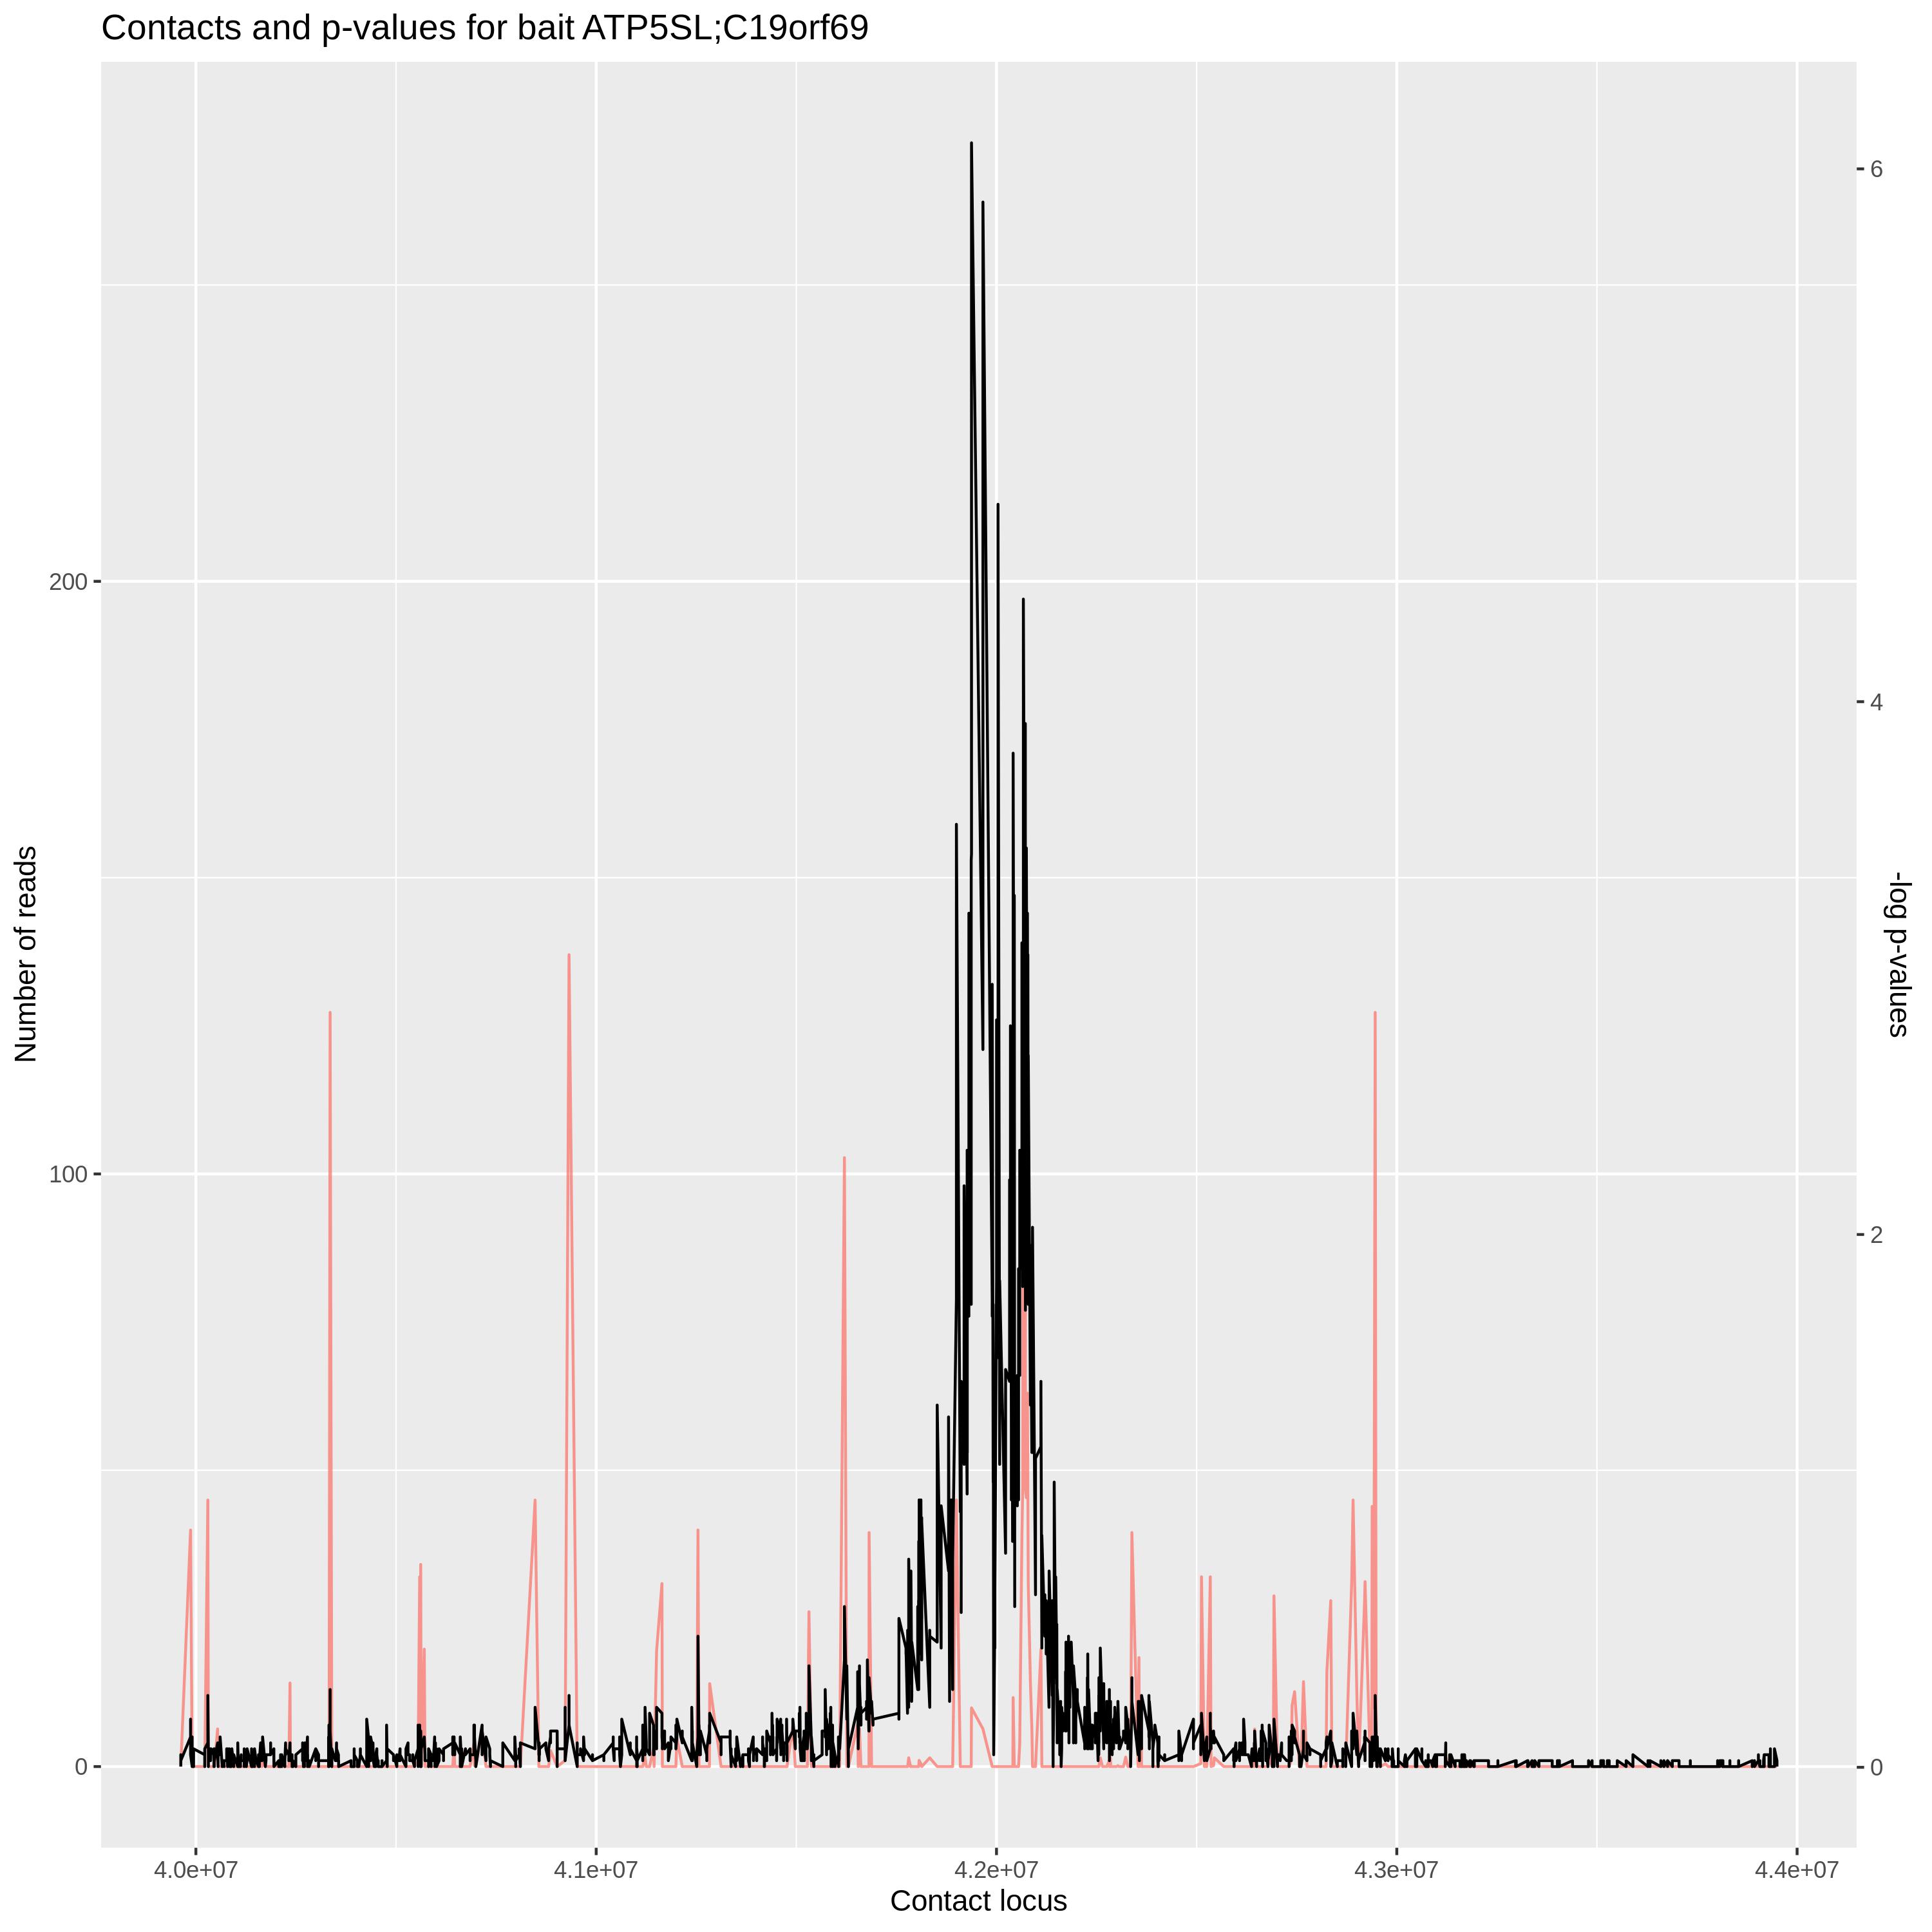 Contacts and p-values for bait ATP5SL;C19orf69
Number of reads
200
100
0
6
4
2
0
-log p-values
4.0e+07
4.1e+07
4.2e+07
4.3e+07
4.4e+07
Contact locus